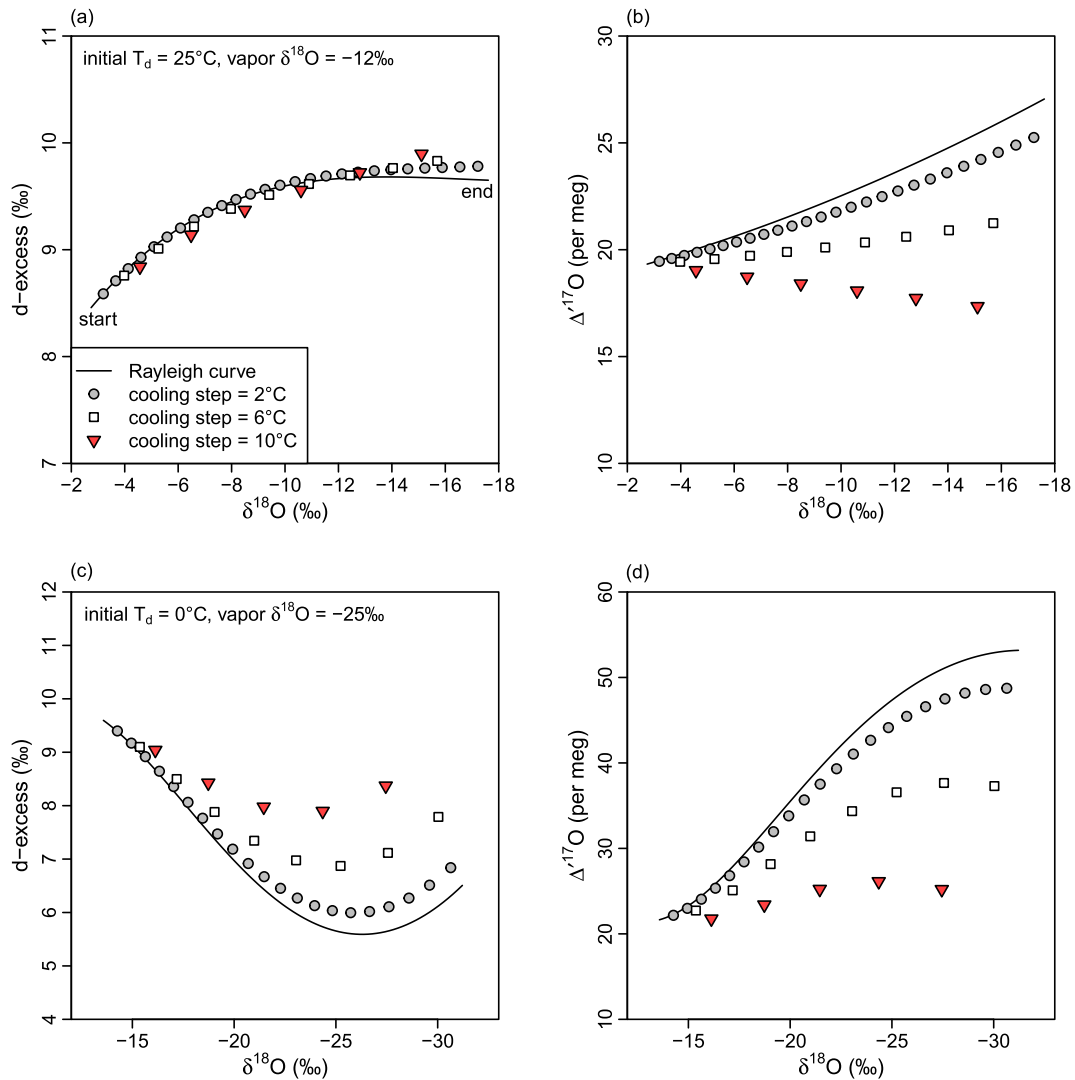 (a)
initial Td = 25°C, vapor δ18O = −12‰
11
10
9
8
7
d−excess (‰)
start
end
Rayleigh curve
cooling step = 2°C
cooling step = 6°C
cooling step = 10°C
−2 −4 −6 −8 −10 −12 −14 −16 −18
δ18O (‰)
(b)
30
25
20
15
10
Δ′17O (per meg)
−2 −4 −6 −8 −10 −12 −14 −16 −18
δ18O (‰)
(c)
initial Td = 0°C, vapor δ18O = −25‰
12
11
10
9
8
7
6
5
4
d−excess (‰)
−15 −20 −25 −30
δ18O (‰)
(d)
60
50
40
30
20
10
Δ′17O (per meg)
−15 −20 −25 −30
δ18O (‰)